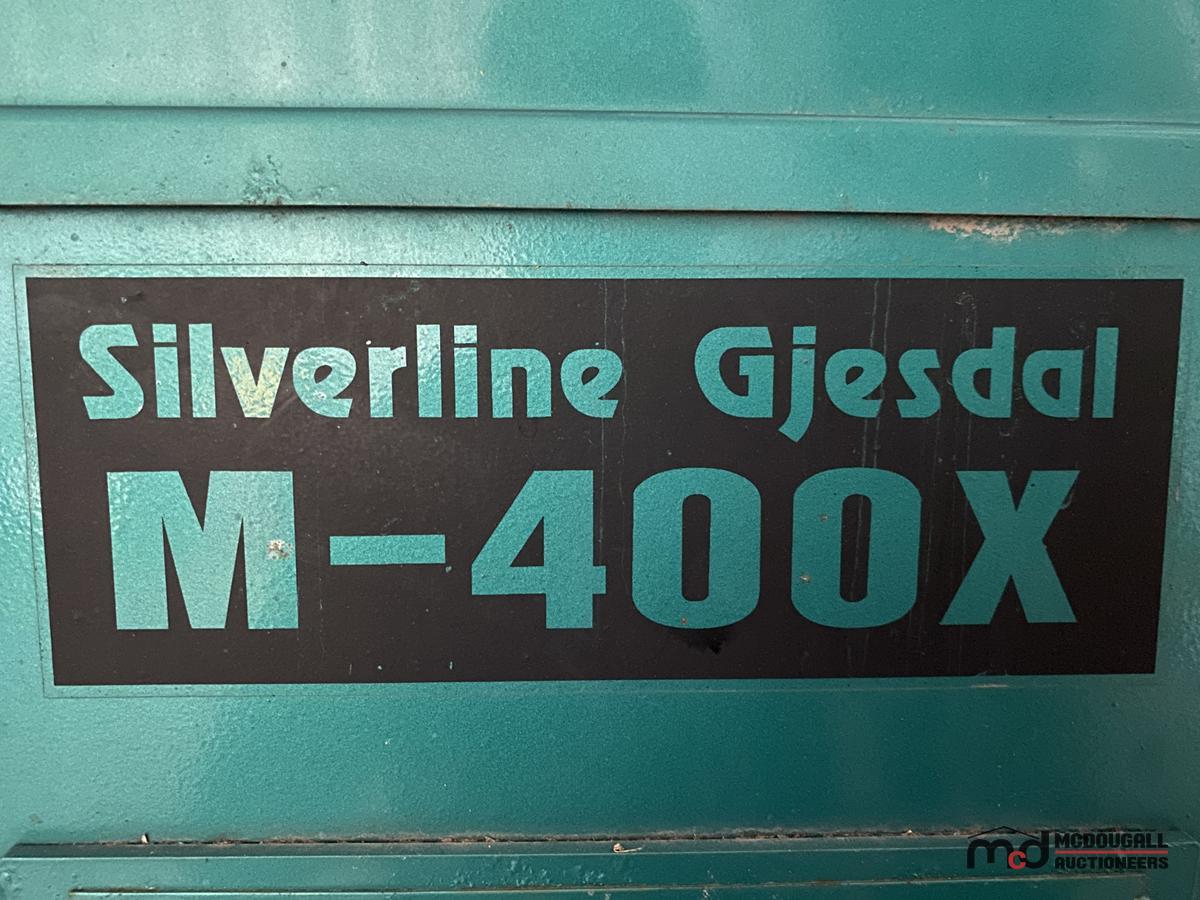 Silverline Gjesdal
M-400X
mcd MCDOUGALL
AUCTIONEERS